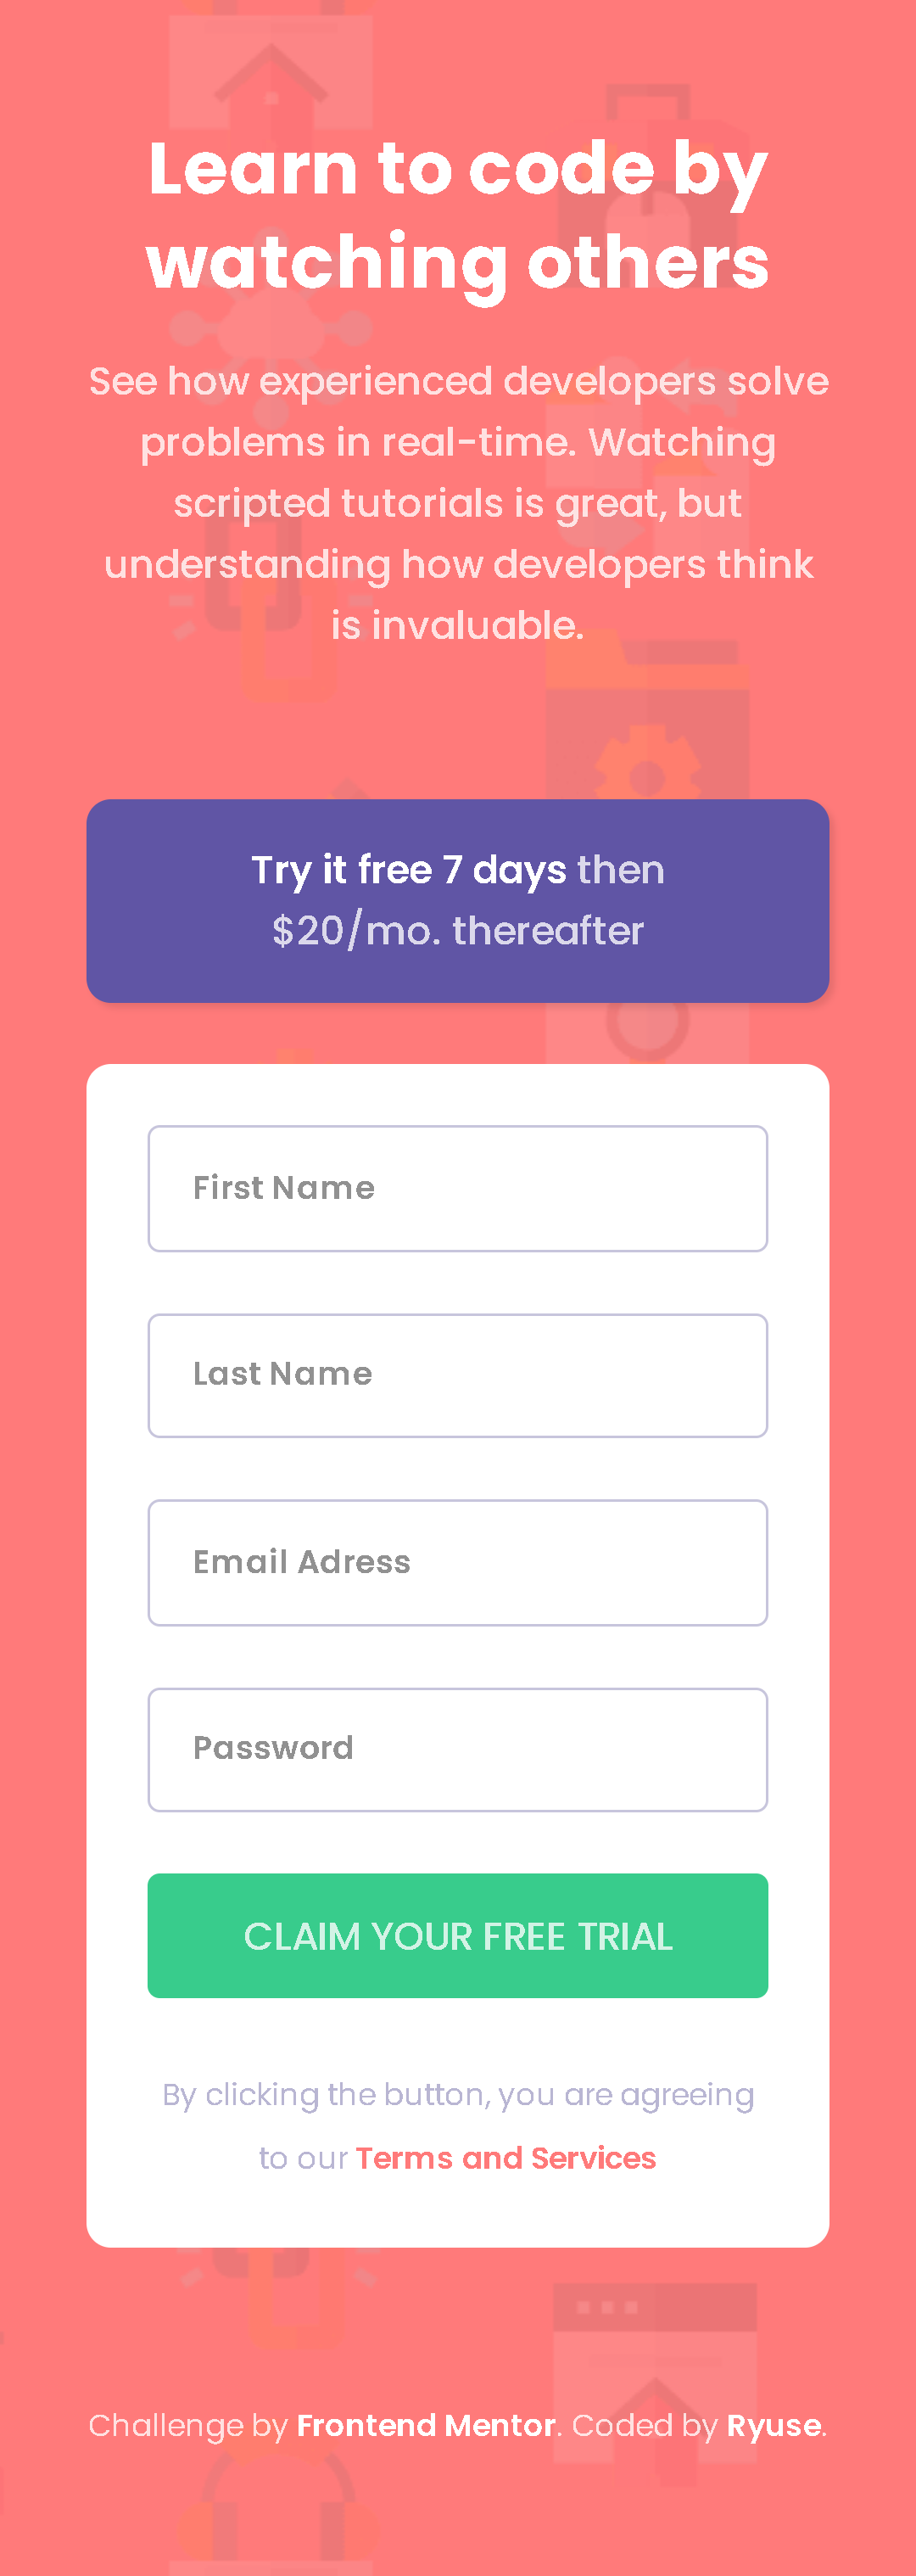 Learn to code by
watching others
See how experienced developers solve
problems in real-time. Watching
scripted tutorials is great, but
understanding how developers think
is invaluable.
Try it free 7 days then
$20/mo. thereafter
First Name
Last Name
Email Adress
Password
CLAIM YOUR FREE TRIAL
By clicking the button, you are agreeing
to our Terms and Services
Challenge by Frontend Mentor. Coded by Ryuse.